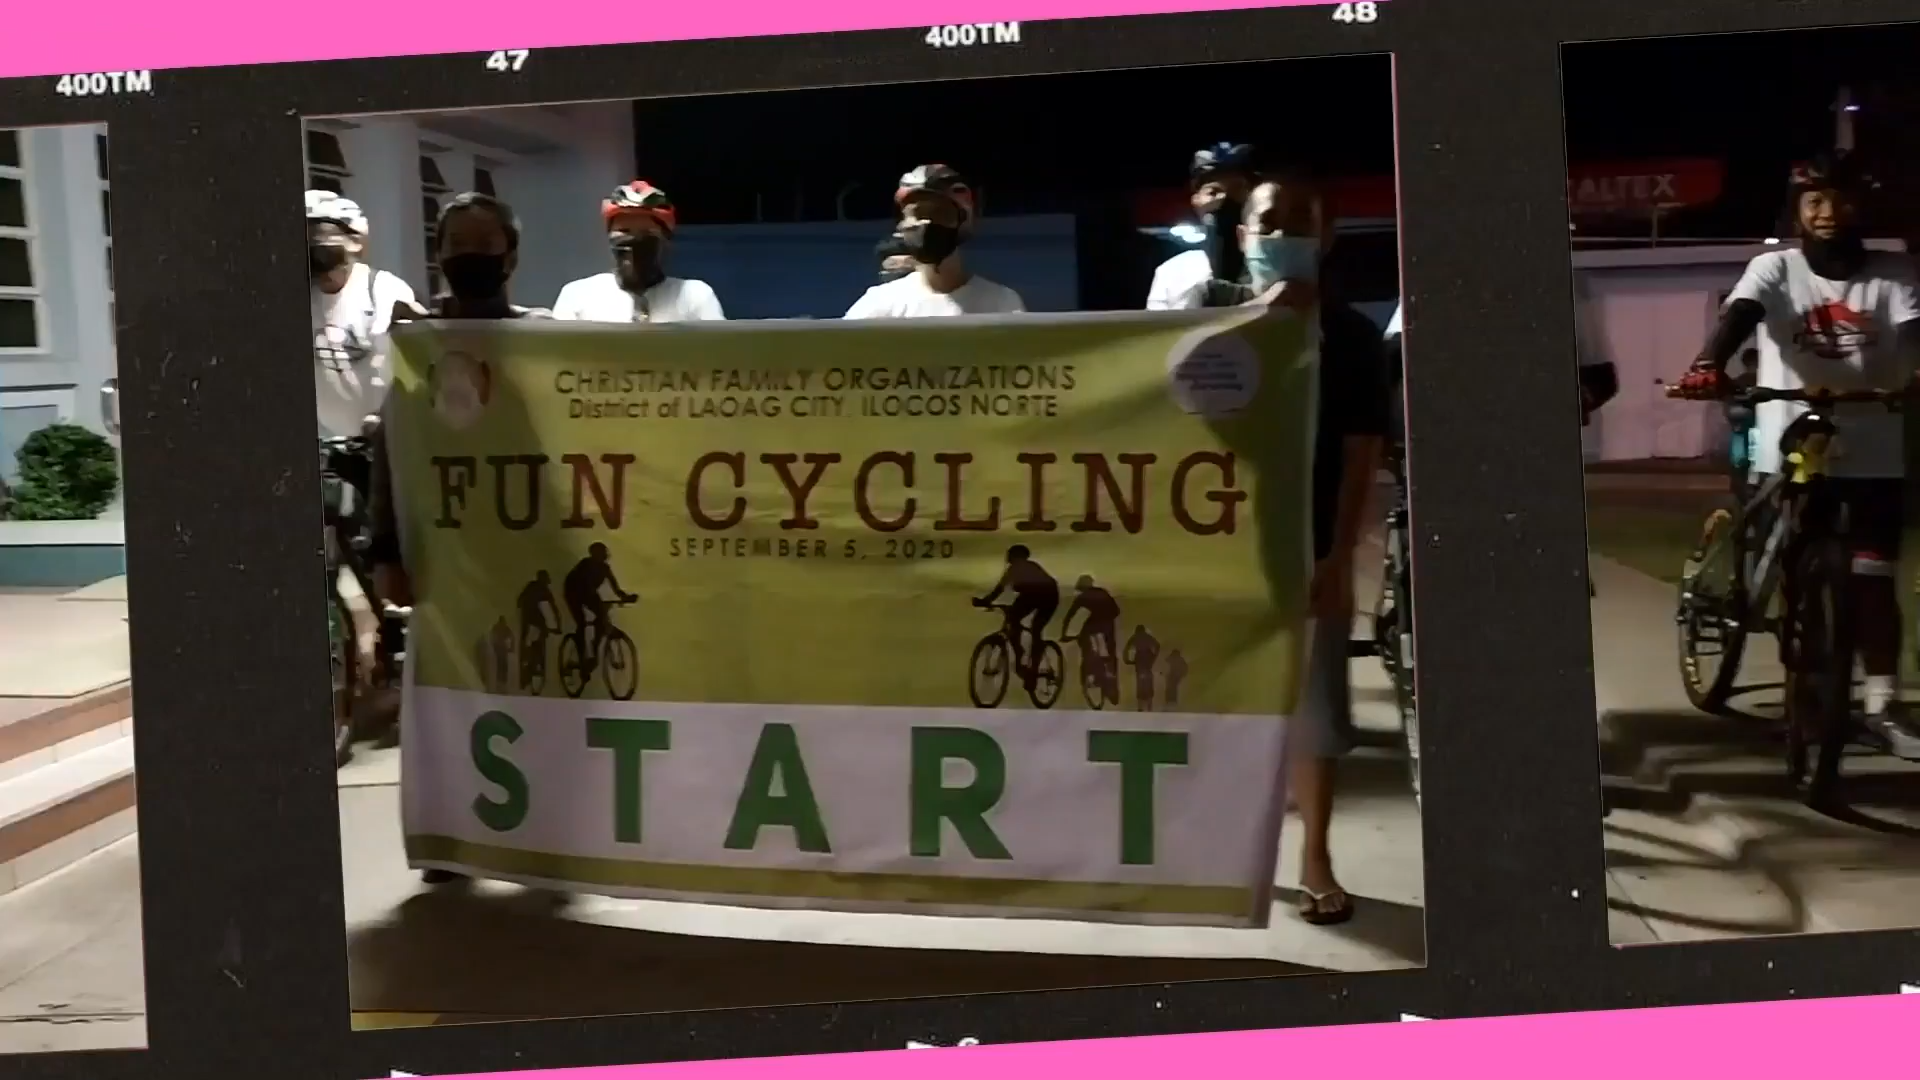 400TM
47
400TM
48
ALTEX
CHRISTIAN FAMILY ORGANIZATIONS
District of LAOAG CITY, ILOCOS NORTE
FUN CYCLING
SEPTEMBER 5, 2020
START